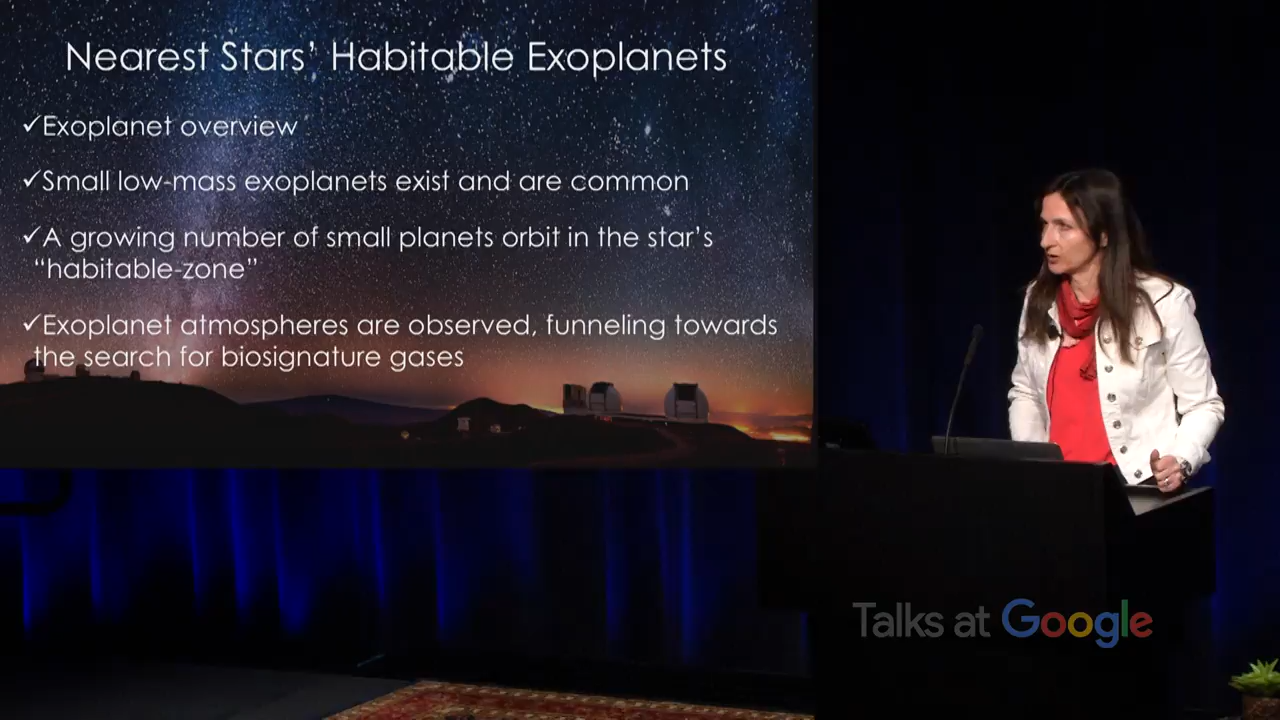 Nearest Stars’ Habitable Exoplanets
✓Exoplanet overview
✓Small low-mass exoplanets exist and are common
✓A growing number of small planets orbit in the star’s
“habitable-zone”
✓Exoplanet atmospheres are observed, funneling towards
the search for biosignature gases
Talks at Google